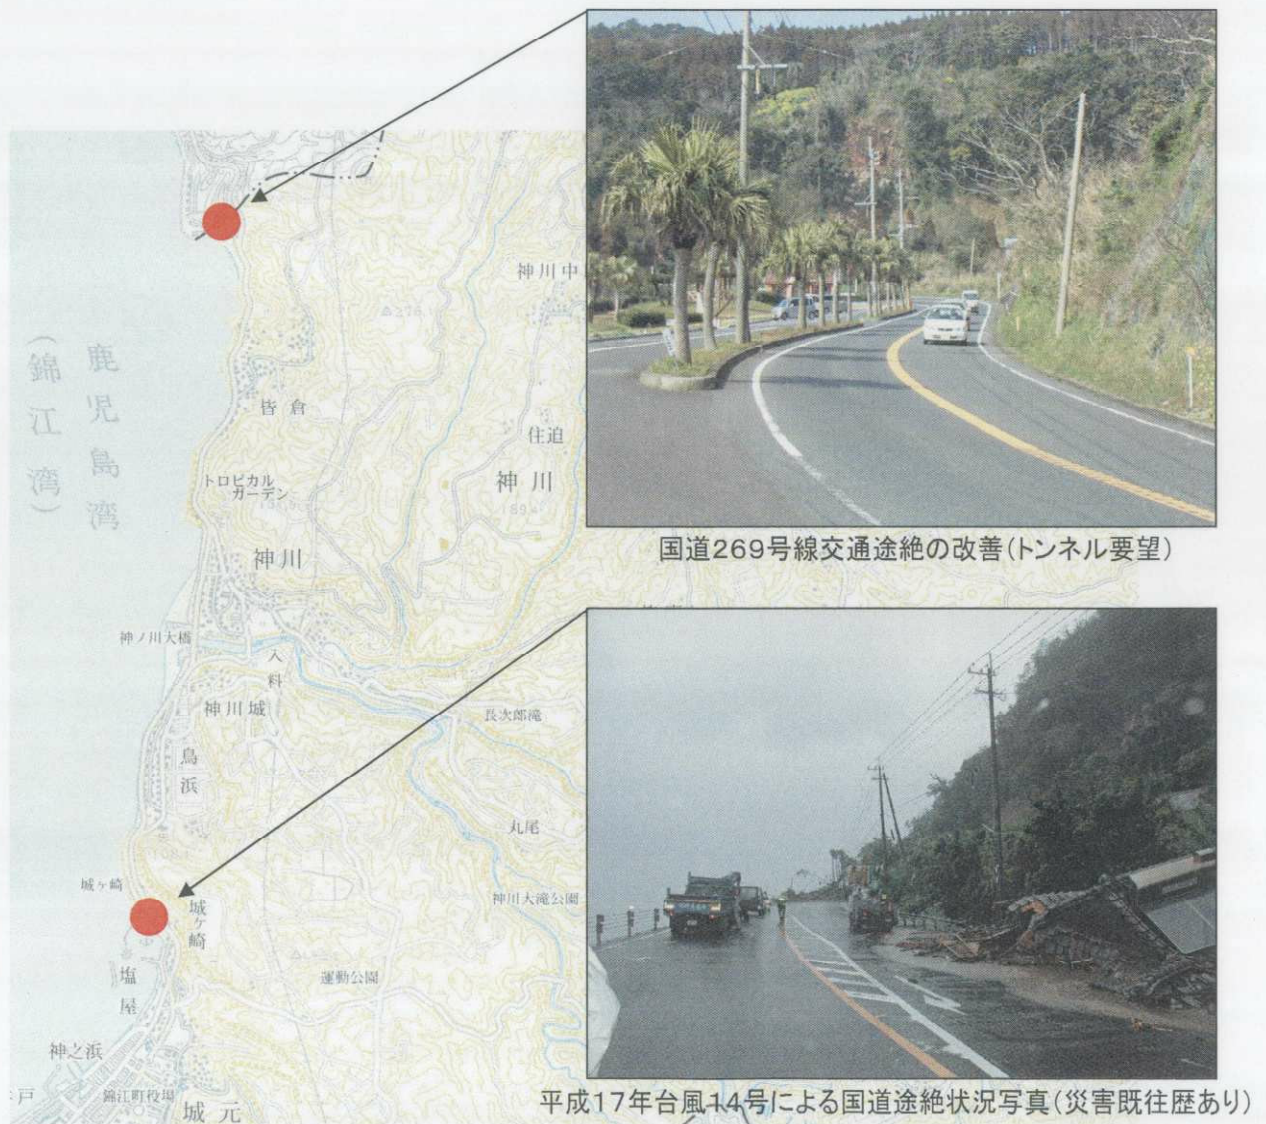 神川中
△276.1
鹿児島湾
(錦江湾)
皆倉
住迫
トロピカル
ガーデン
神川
189
神川
国道269号線交通途絶の改善(トンネル要望)
神ノ川大橋
入料
神川城
長次郎滝
鳥浜
丸尾
城ヶ崎
城ヶ崎
神川大滝公園
塩屋
運動公園
神之浜
戸
錦江町役場
城元
平成17年台風14号による国道途絶状況写真(災害既往歴あり)